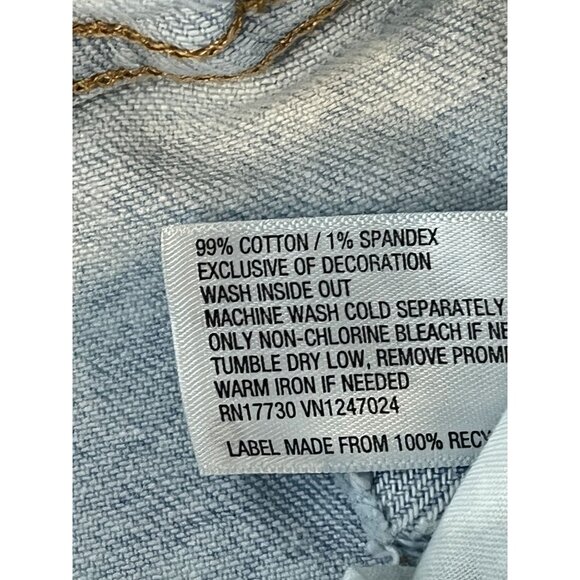 99% COTTON / 1% SPANDEX
EXCLUSIVE OF DECORATION
WASH INSIDE OUT
MACHINE WASH COLD SEPARATELY
ONLY NON-CHLORINE BLEACH IF NE
TUMBLE DRY LOW, REMOVE PROM
WARM IRON IF NEEDED
RN17730 VN1247024
LABEL MADE FROM 100% RECY